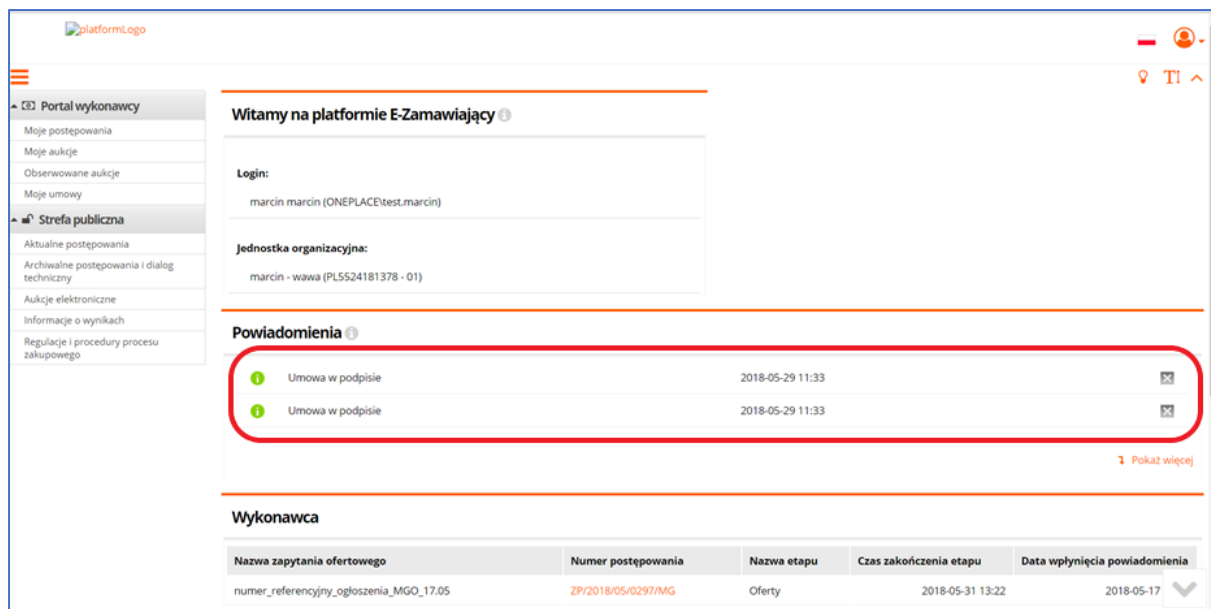 platformLogo
T!
Portal wykonawcy
Moje postępowania
Moje aukcje
Obserwowane aukcje
Moje umowy
Strefa publiczna
Aktualne postępowania
Archiwalne postępowania i dialog
techniczny
Aukcje elektroniczne
Informacje o wynikach
Regulacje i procedury procesu
zakupowego
Witamy na platformie E-Zamawiający
Login:
marcin marcin (ONEPLACE\test.marcin)
Jednostka organizacyjna:
marcin - wawa (PL5524181378 - 01)
Powiadomienia
Umowa w podpisie 2018-05-29 11:33
Umowa w podpisie 2018-05-29 11:33
Pokaż więcej
Wykonawca
Nazwa zapytania ofertowego Numer postępowania Nazwa etapu Czas zakończenia etapu Data wpłynięcia powiadomienia
numer_referencyjny_ogłoszenia_MGO_17.05 ZP/2018/05/0297/MG Oferty 2018-05-31 13:22 2018-05-17